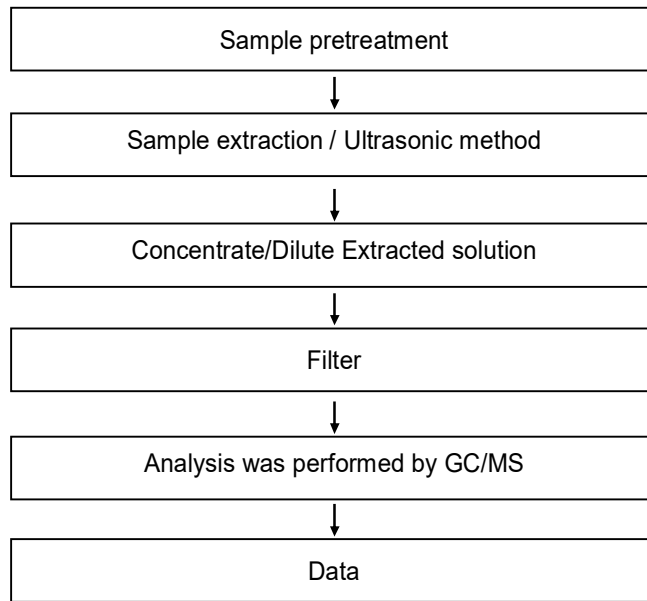 Sample pretreatment
Sample extraction / Ultrasonic method
Concentrate/Dilute Extracted solution
Filter
Analysis was performed by GC/MS
Data